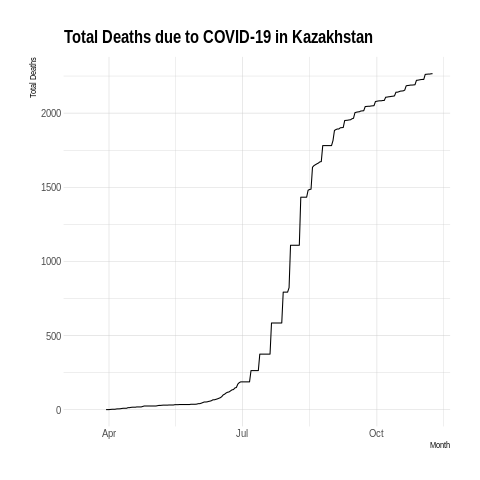 Total Deaths due to COVID-19 in Kazakhstan
Total Deaths
2000
1500
1000
500
0
Apr
Jul
Oct
Month